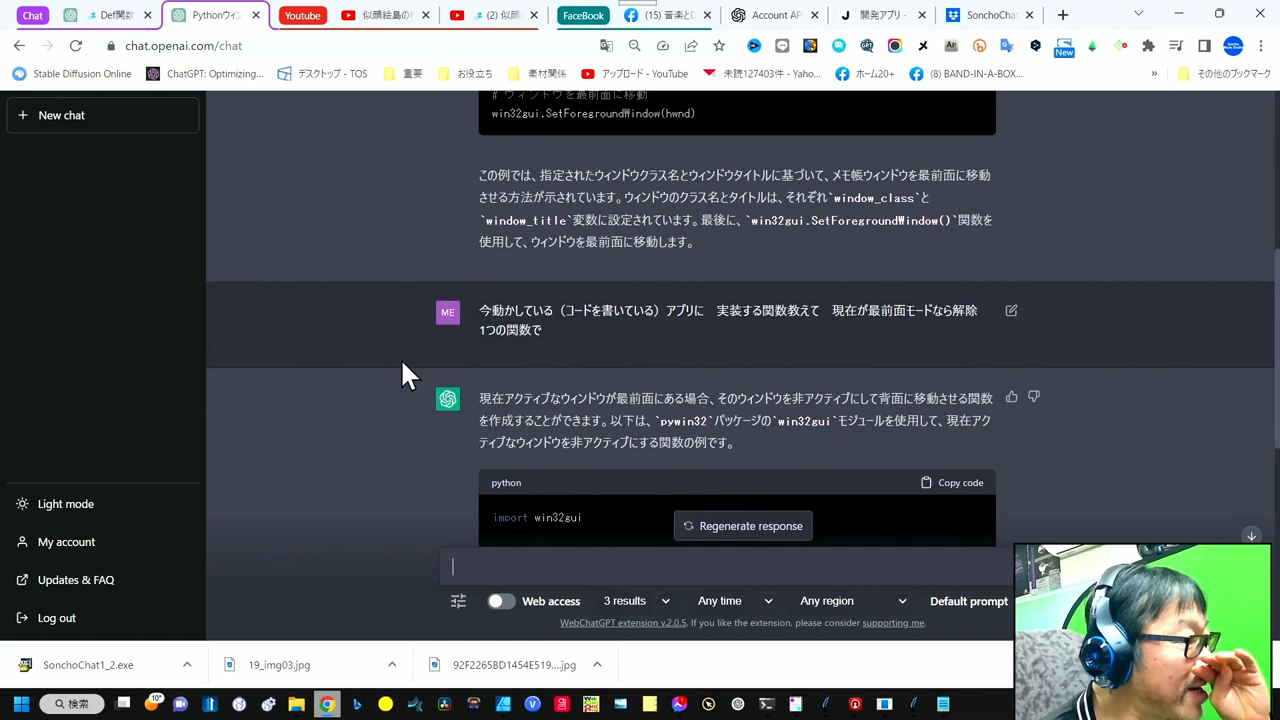 Chat
Def関数
Pythonウィン
Youtube
似顔絵島の
(2) 似顔
FaceBook
(15) 音楽とD
Account AP
開発アプリ -
SonchoChat
chat.openai.com/chat
New
Stable Diffusion Online
ChatGPT: Optimizing...
デスクトップ - TOS
重要
お役立ち
素材関係
アップロード - YouTube
未読127403件 - Yaho...
ホーム20+
(8) BAND-IN-A-BOX...
»
その他のブックマーク
+ New chat
# ウィンドウを最前面に移動
win32gui.SetForegroundWindow(hwnd)
この例では、指定されたウィンドウクラス名とウィンドウタイトルに基づいて、メモ帳ウィンドウを最前面に移動
させる方法が示されています。ウィンドウのクラス名とタイトルは、それぞれ`window_class`と
`window_title`変数に設定されています。最後に、`win32gui.SetForegroundWindow()`関数を
使用して、ウィンドウを最前面に移動します。
ME
今動かしている（コードを書いている）アプリに　実装する関数教えて　現在が最前面モードなら解除
1つの関数で
現在アクティブなウィンドウが最前面にある場合、そのウィンドウを非アクティブにして背面に移動させる関数
を作成することができます。以下は、`pywin32`パッケージの`win32gui`モジュールを使用して、現在アク
ティブなウィンドウを非アクティブにする関数の例です。
python
Copy code
import win32gui
Regenerate response
Light mode
My account
Updates & FAQ
Log out
Web access
3 results
Any time
Any region
Default prompt
WebChatGPT extension v.2.0.5. If you like the extension, please consider supporting me.
SonchoChat1_2.exe
19_img03.jpg
92F2265BD1454E519....jpg
検索
10°